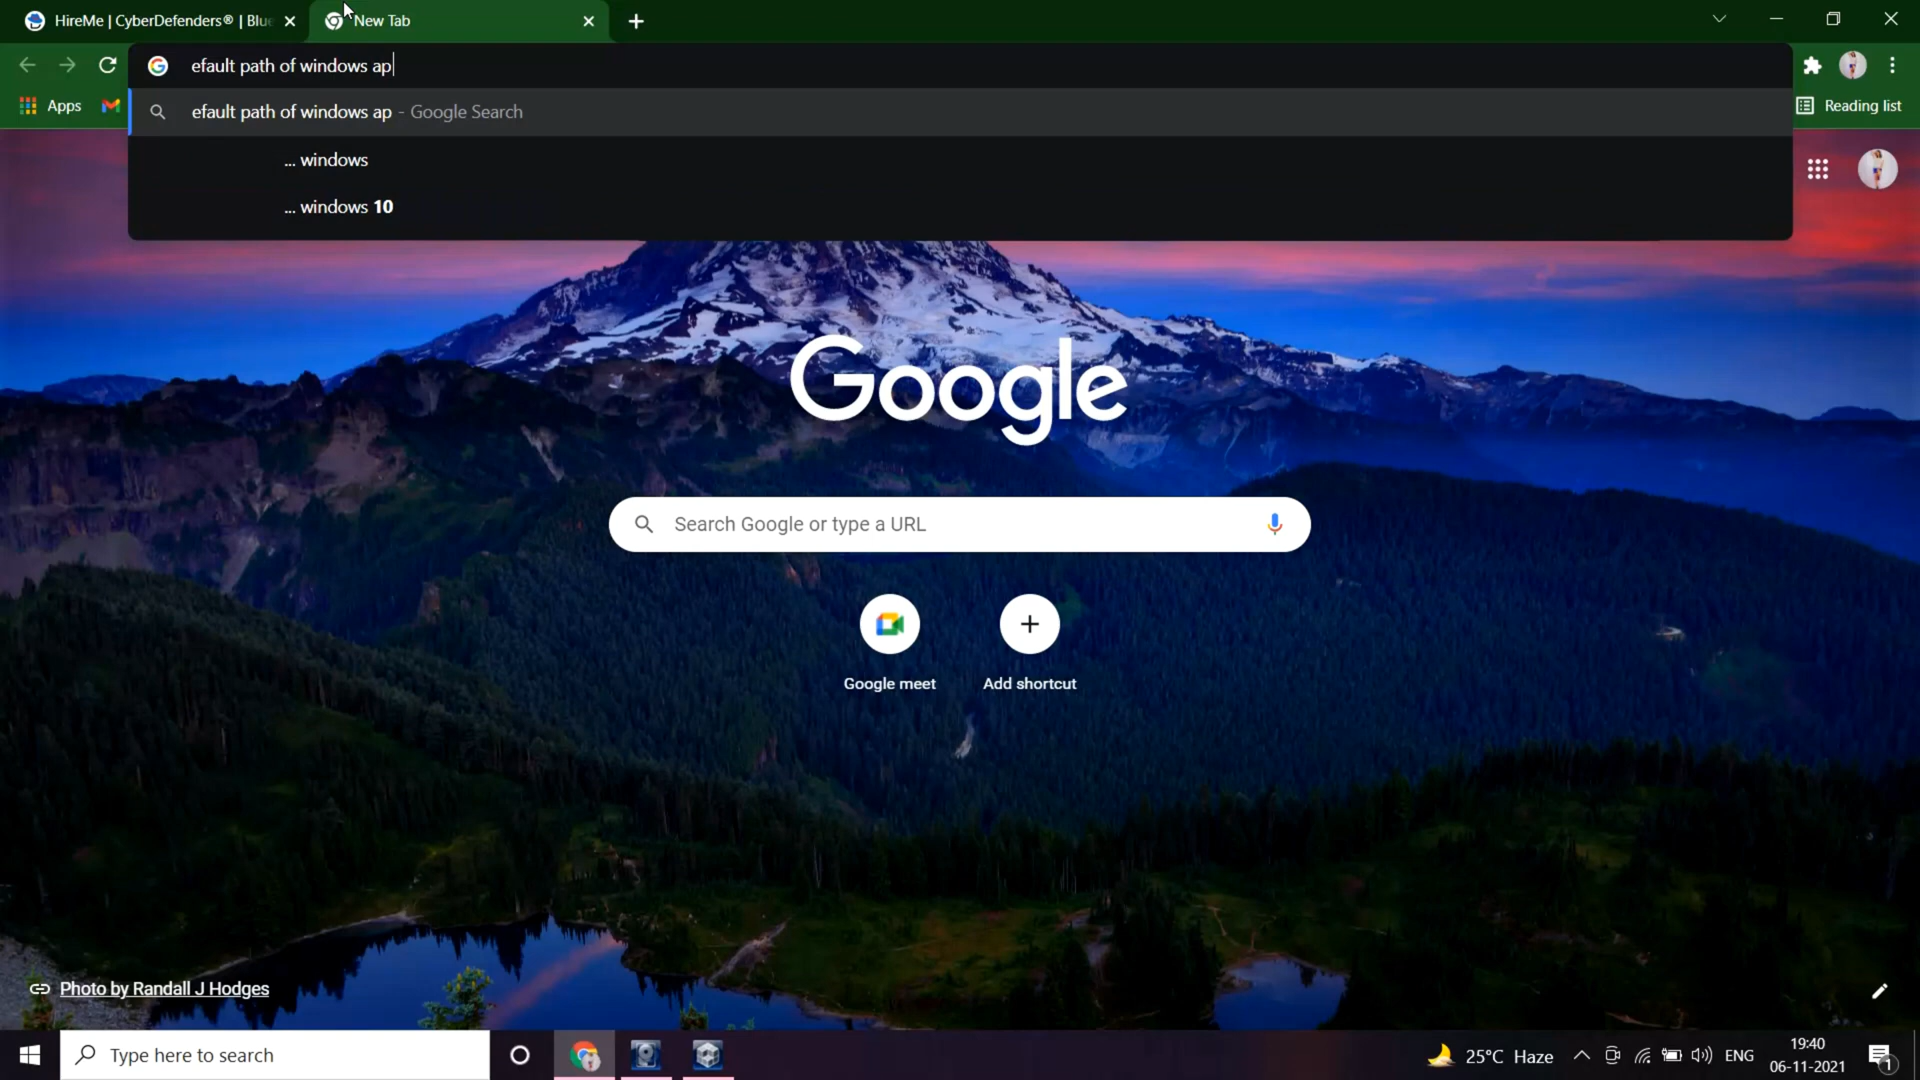 HireMe | CyberDefenders® | Blue
New Tab
efault path of windows ap
efault path of windows ap - Google Search
... windows
... windows 10
Apps
Reading list
Google
Search Google or type a URL
Google meet
Add shortcut
Photo by Randall J Hodges
Type here to search
25°C Haze
ENG
19:40
06-11-2021
1